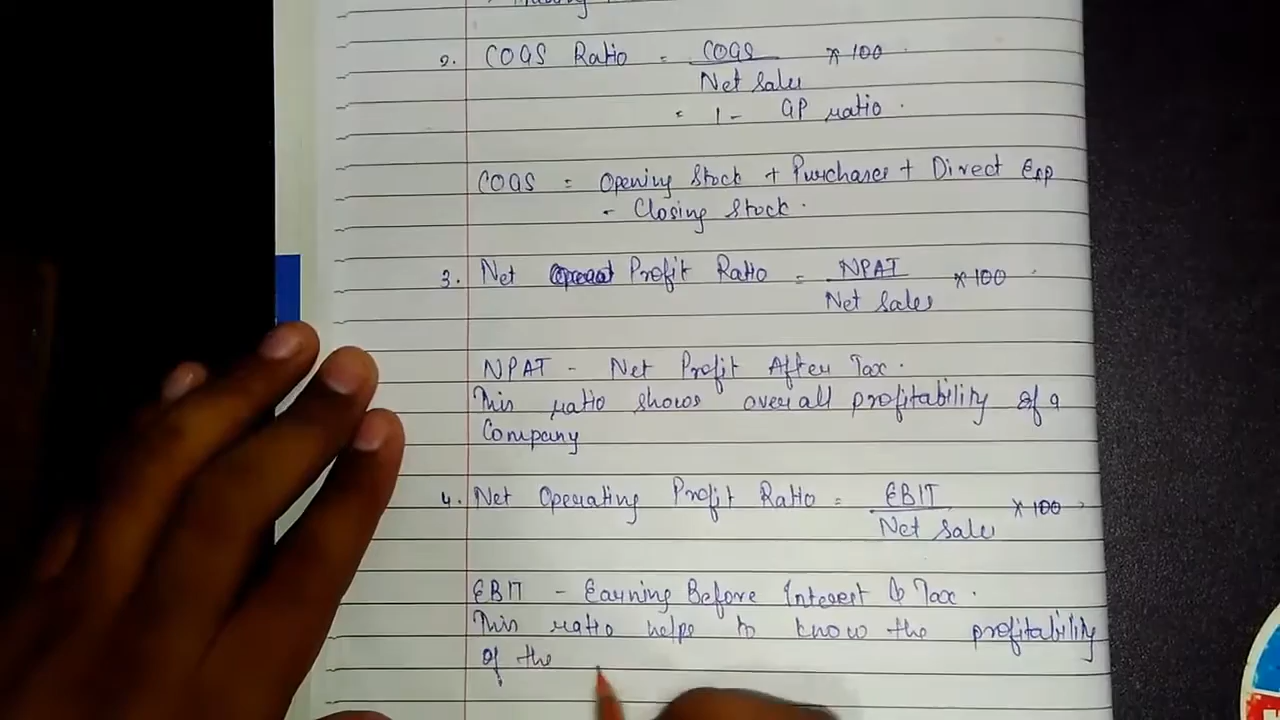 2. COGS Ratio = COGS / Net Sales * 100
= 1 - GP ratio.
COGS = Opening Stock + Purchases + Direct Exp
- Closing Stock.
3. Net Profit Ratio = NPAT / Net Sales * 100
NPAT - Net Profit After Tax.
This ratio shows overall profitability of a
Company
4. Net Operating Profit Ratio = EBIT / Net Sales * 100
EBIT - Earning Before Interest & Tax.
This ratio helps to know the profitability
of the